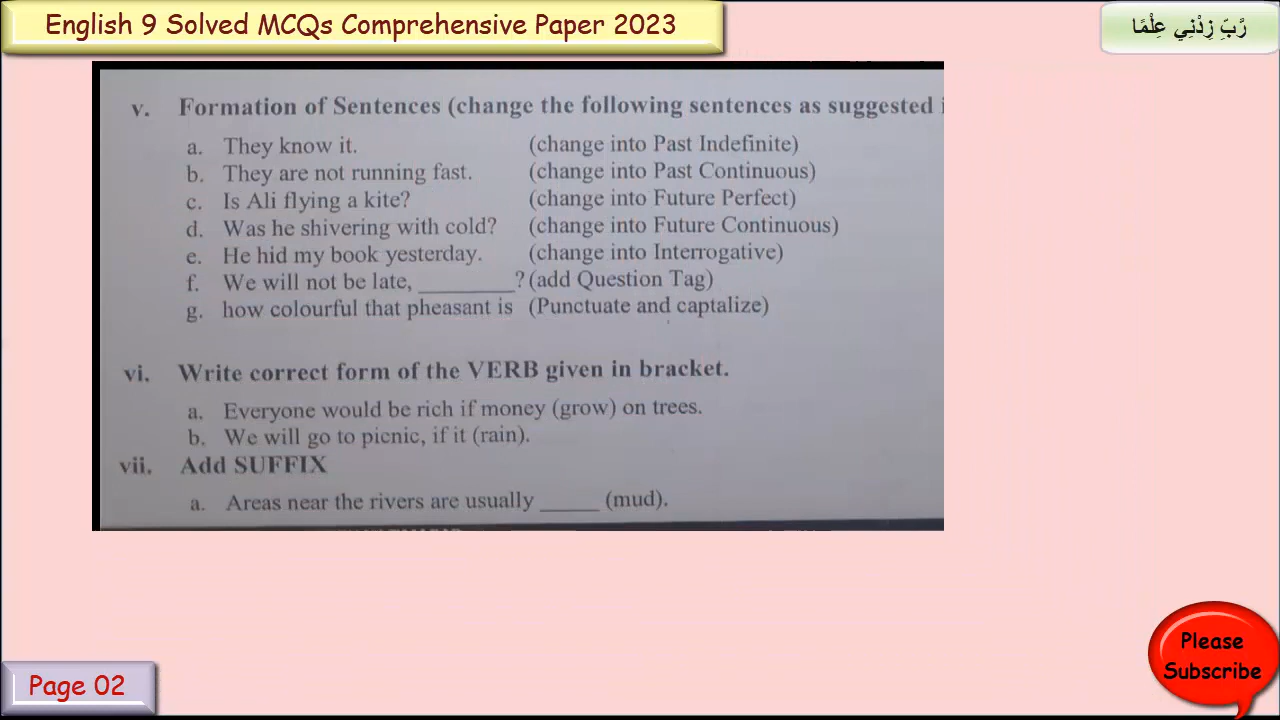 English 9 Solved MCQs Comprehensive Paper 2023
رَّبِّ زِدْنِي عِلْمًا
v. Formation of Sentences (change the following sentences as suggested i
a. They know it. (change into Past Indefinite)
b. They are not running fast. (change into Past Continuous)
c. Is Ali flying a kite? (change into Future Perfect)
d. Was he shivering with cold? (change into Future Continuous)
e. He hid my book yesterday. (change into Interrogative)
f. We will not be late, ________? (add Question Tag)
g. how colourful that pheasant is (Punctuate and captalize)
vi. Write correct form of the VERB given in bracket.
a. Everyone would be rich if money (grow) on trees.
b. We will go to picnic, if it (rain).
vii. Add SUFFIX
a. Areas near the rivers are usually _____ (mud).
Please
Subscribe
Page 02